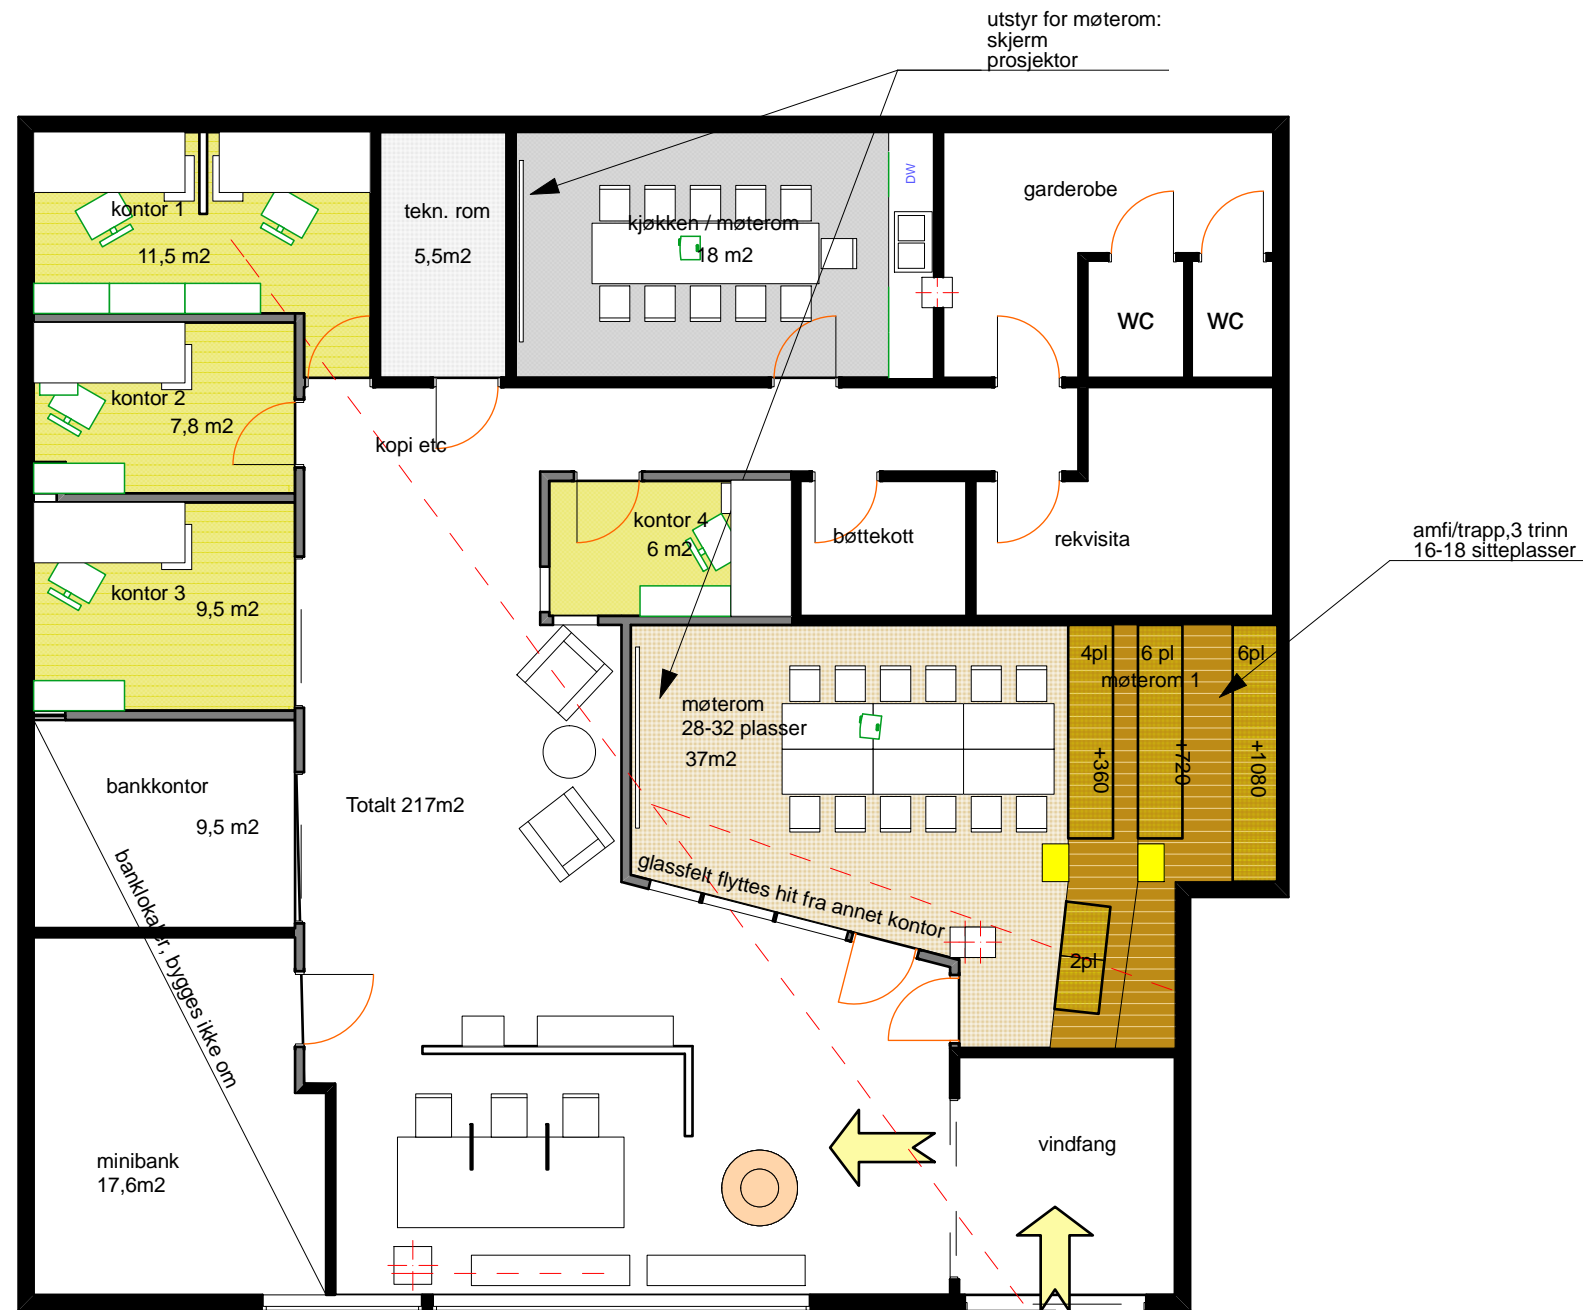 utstyr for møterom:
skjerm
prosjektor
kontor 1
11,5 m2
tekn. rom
5,5m2
kjøkken / møterom
18 m2
DW
garderobe
WC
WC
kontor 2
7,8 m2
kopi etc
kontor 3
9,5 m2
kontor 4
6 m2
bøttekott
rekvisita
amfi/trapp,3 trinn
16-18 sitteplasser
4pl
6 pl
6pl
møterom 1
+360
+720
+1080
møterom
28-32 plasser
37m2
bankkontor
9,5 m2
Totalt 217m2
glassfelt flyttes hit fra annet kontor
2pl
banklokaler, bygges ikke om
minibank
17,6m2
vindfang